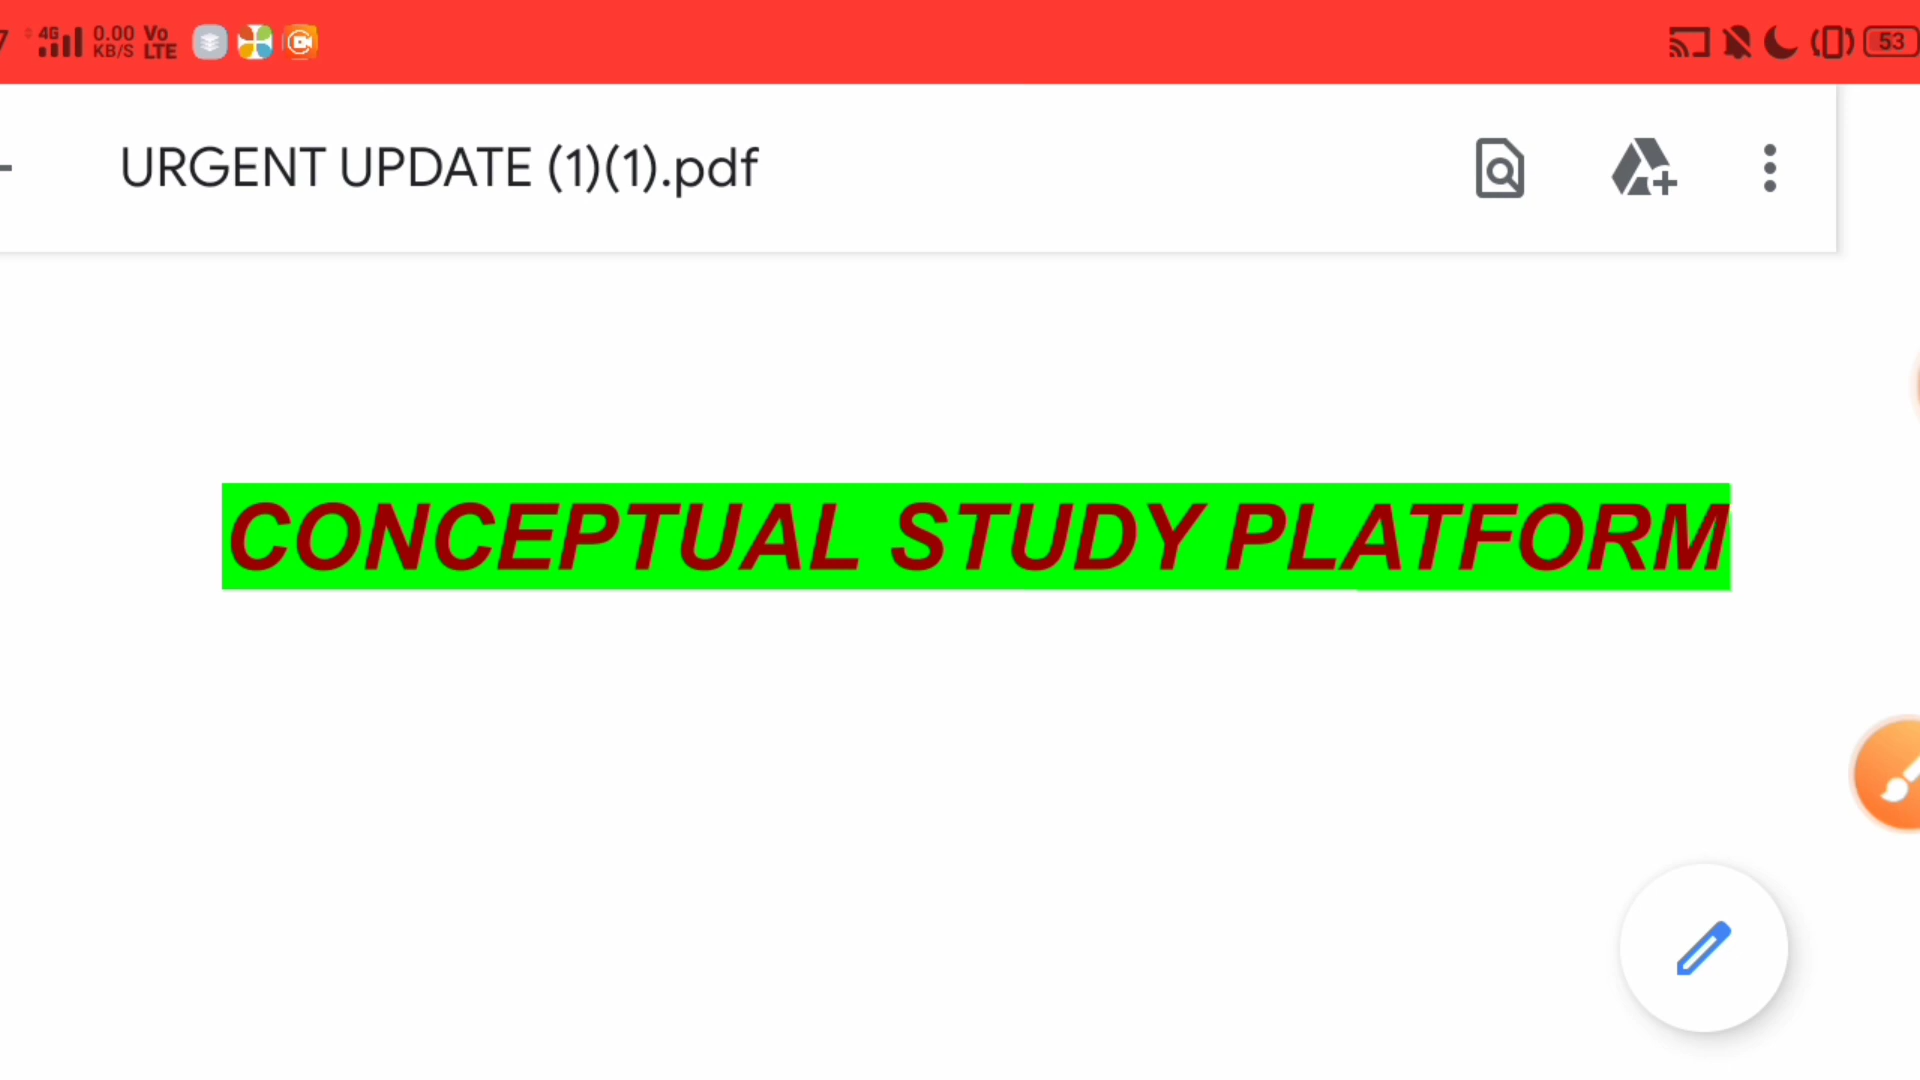 4G 0.00 KB/S Vo LTE 53
URGENT UPDATE (1)(1).pdf
CONCEPTUAL STUDY PLATFORM